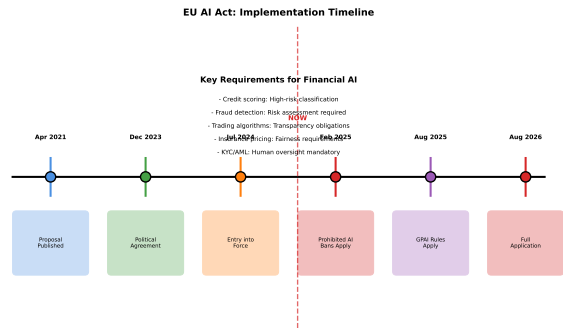 EU AI Act: Implementation Timeline
Key Requirements for Financial AI
- Credit scoring: High-risk classification
- Fraud detection: Risk assessment required
NOW
- Trading algorithms: Transparency obligations
Apr 2021
Dec 2023
Jul 2024
Feb 2025
Aug 2025
Aug 2026
- Insurance pricing: Fairness requirements
- KYC/AML: Human oversight mandatory
Proposal
Published
Political
Agreement
Entry into
Force
Prohibited AI
Bans Apply
GPAI Rules
Apply
Full
Application